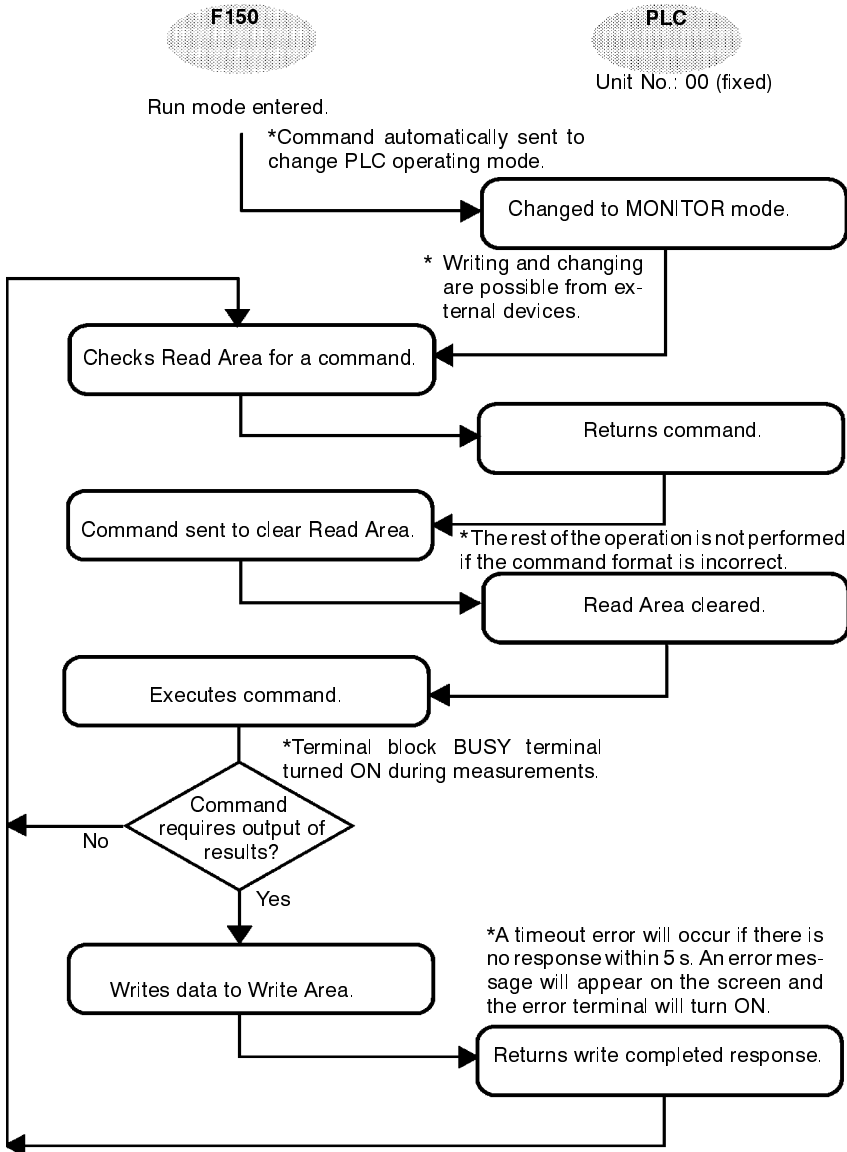 F150
PLC
Unit No.: 00 (fixed)
Run mode entered.
*Command automatically sent to
change PLC operating mode.
Changed to MONITOR mode.
* Writing and changing
are possible from ex-
ternal devices.
Checks Read Area for a command.
Returns command.
Command sent to clear Read Area.
*The rest of the operation is not performed
if the command format is incorrect.
Read Area cleared.
Executes command.
*Terminal block BUSY terminal
turned ON during measurements.
Command
requires output of
results?
No
Yes
*A timeout error will occur if there is
no response within 5 s. An error mes-
sage will appear on the screen and
the error terminal will turn ON.
Writes data to Write Area.
Returns write completed response.